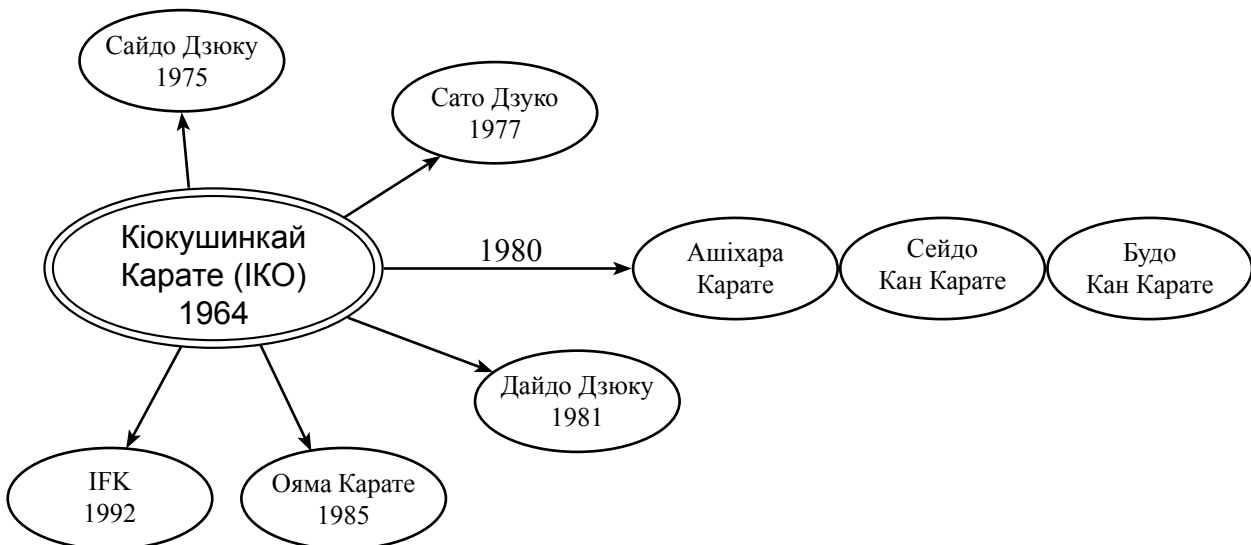 Сайдо Дзюку
1975
Сато Дзуко
1977
Кіокушинкай
Карате (ІКО)
1964
1980
Ашіхара
Карате
Сейдо
Кан Карате
Будо
Кан Карате
Дайдо Дзюку
1981
IFK
1992
Ояма Карате
1985